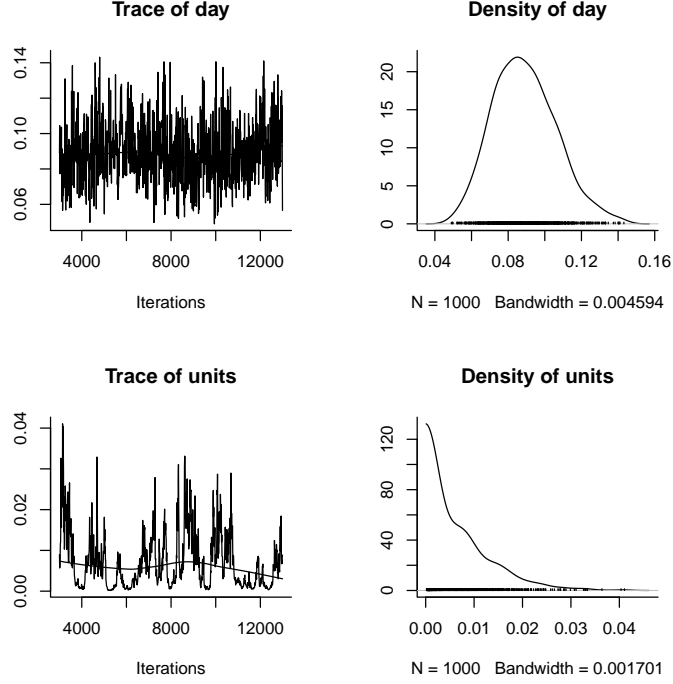 Trace of day
Density of day
0.06 0.10 0.14
4000 8000 12000
Iterations
0 5 10 15 20
0.04 0.08 0.12 0.16
N = 1000 Bandwidth = 0.004594
Trace of units
Density of units
0.00 0.02 0.04
4000 8000 12000
Iterations
0 40 80 120
0.00 0.01 0.02 0.03 0.04
N = 1000 Bandwidth = 0.001701